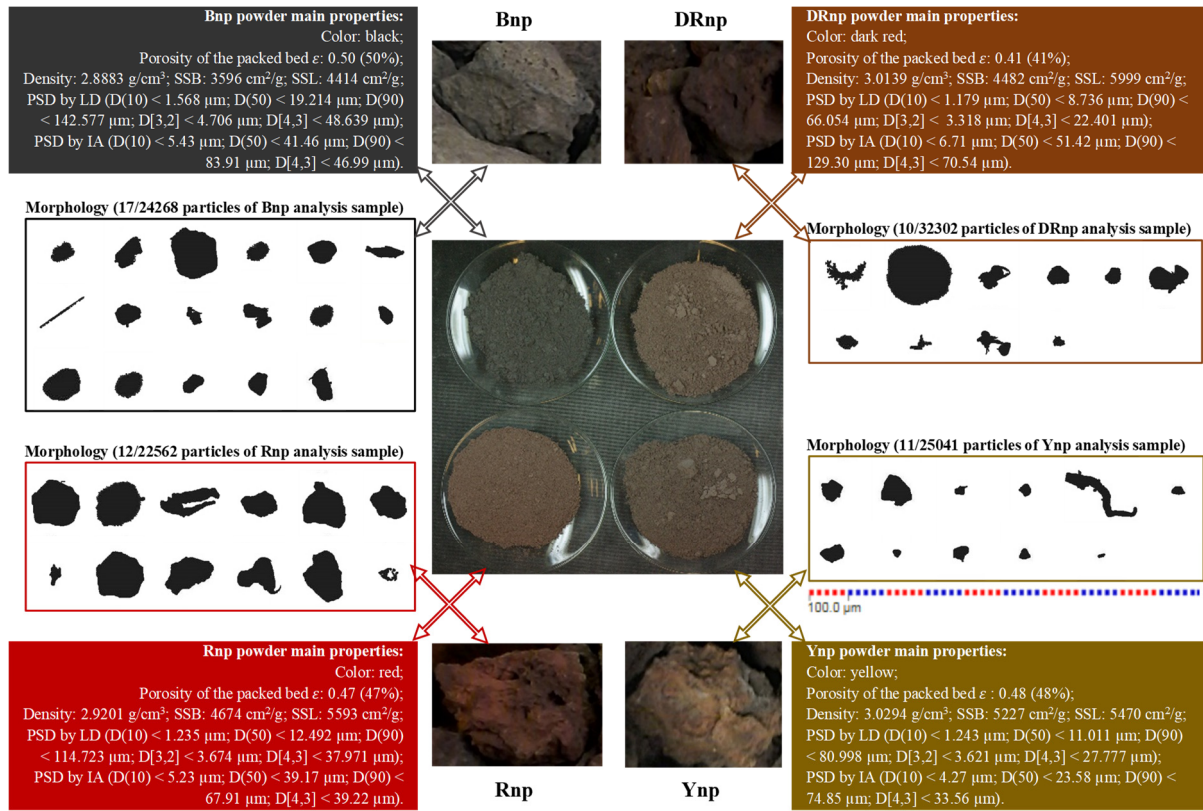 Bnp powder main properties:
Color: black;
Porosity of the packed bed ε: 0.50 (50%);
Density: 2.8883 g/cm³; SSB: 3596 cm²/g; SSL: 4414 cm²/g;
PSD by LD (D(10) < 1.568 µm; D(50) < 19.214 µm; D(90)
< 142.577 µm; D[3,2] < 4.706 µm; D[4,3] < 48.639 µm);
PSD by IA (D(10) < 5.43 µm; D(50) < 41.46 µm; D(90) <
83.91 µm; D[4,3] < 46.99 µm).
Bnp
DRnp
DRnp powder main properties:
Color: dark red;
Porosity of the packed bed ε: 0.41 (41%);
Density: 3.0139 g/cm³; SSB: 4482 cm²/g; SSL: 5999 cm²/g;
PSD by LD (D(10) < 1.179 µm; D(50) < 8.736 µm; D(90) <
66.054 µm; D[3,2] < 3.318 µm; D[4,3] < 22.401 µm);
PSD by IA (D(10) < 6.71 µm; D(50) < 51.42 µm; D(90) <
129.30 µm; D[4,3] < 70.54 µm).
Morphology (17/24268 particles of Bnp analysis sample)
Morphology (10/32302 particles of DRnp analysis sample)
Morphology (12/22562 particles of Rnp analysis sample)
Morphology (11/25041 particles of Ynp analysis sample)
100.0 µm
Rnp powder main properties:
Color: red;
Porosity of the packed bed ε: 0.47 (47%);
Density: 2.9201 g/cm³; SSB: 4674 cm²/g; SSL: 5593 cm²/g;
PSD by LD (D(10) < 1.235 µm; D(50) < 12.492 µm; D(90)
< 114.723 µm; D[3,2] < 3.674 µm; D[4,3] < 37.971 µm);
PSD by IA (D(10) < 5.23 µm; D(50) < 39.17 µm; D(90) <
67.91 µm; D[4,3] < 39.22 µm).
Rnp
Ynp
Ynp powder main properties:
Color: yellow;
Porosity of the packed bed ε : 0.48 (48%);
Density: 3.0294 g/cm³; SSB: 5227 cm²/g; SSL: 5470 cm²/g;
PSD by LD (D(10) < 1.243 µm; D(50) < 11.011 µm; D(90)
< 80.998 µm; D[3,2] < 3.621 µm; D[4,3] < 27.777 µm);
PSD by IA (D(10) < 4.27 µm; D(50) < 23.58 µm; D(90) <
74.85 µm; D[4,3] < 33.56 µm).